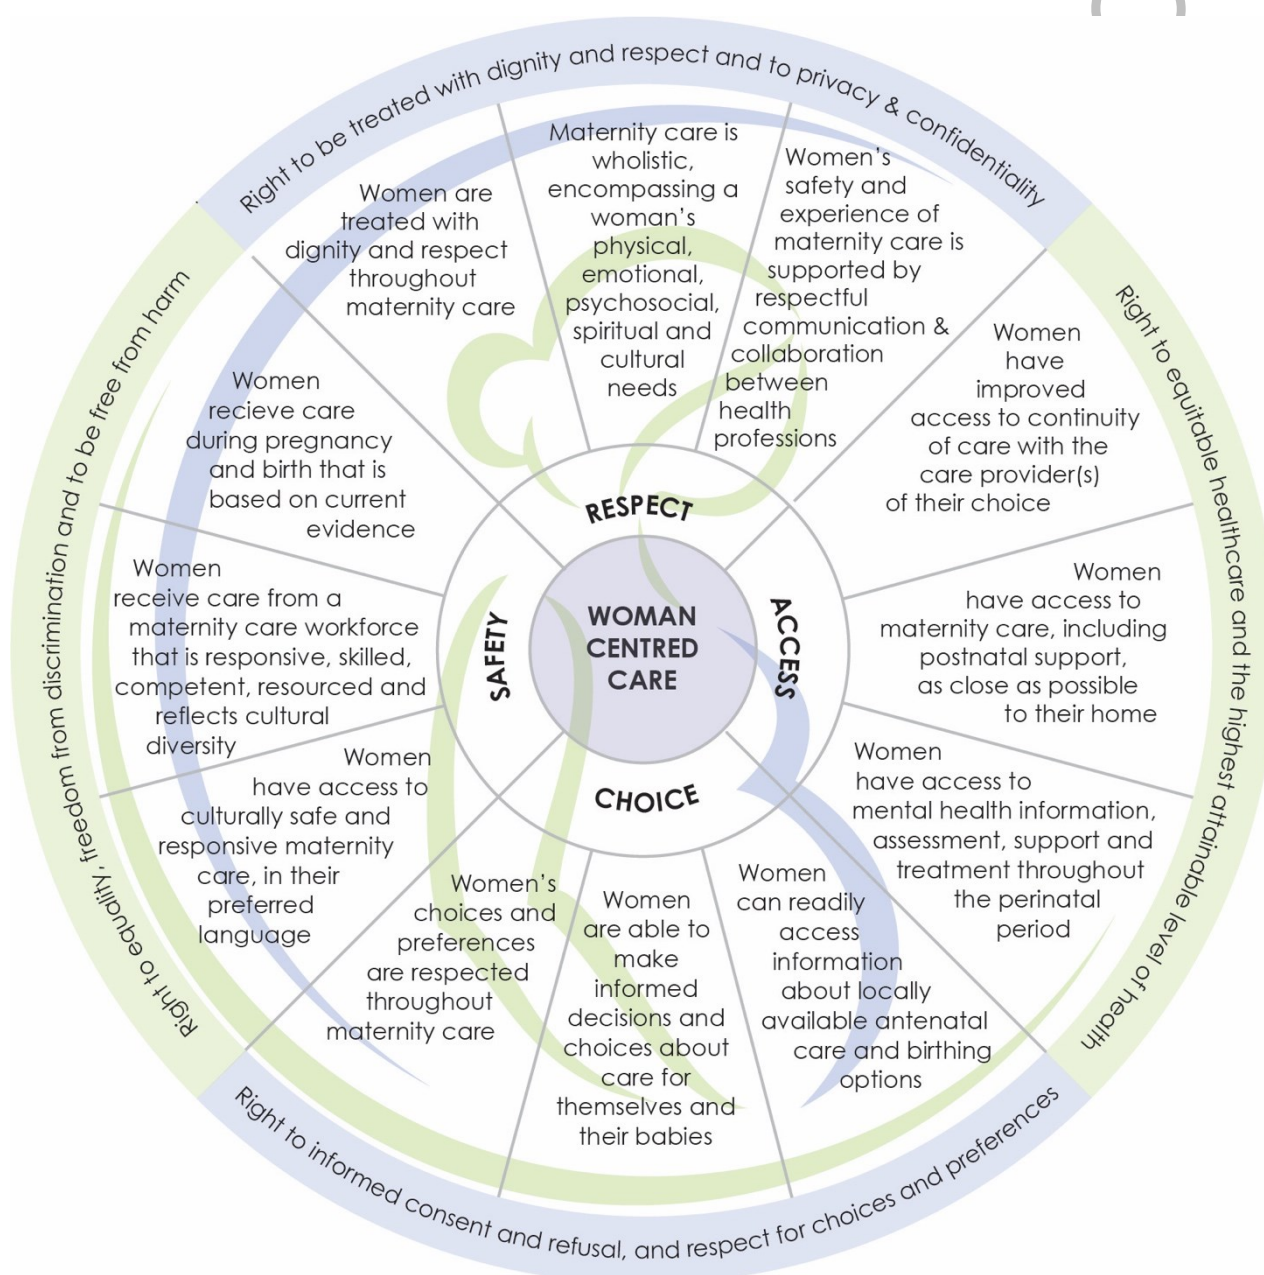 Right to be treated with dignity and respect and to privacy & confidentiality
Right to equitable healthcare and the highest attainable level of health
Right to informed consent and refusal, and respect for choices and preferences
Right to equality, freedom from discrimination and to be free from harm
Women are
treated with
dignity and respect
throughout
maternity care
Maternity care is
wholistic,
encompassing a
woman's
physical,
emotional,
psychosocial,
spiritual and
cultural
needs
Women's
safety and
experience of
maternity care is
supported by
respectful
communication &
collaboration
between
health
professions
Women
have
improved
access to continuity
of care with the
care provider(s)
of their choice
Women
have access to
maternity care, including
postnatal support,
as close as possible
to their home
Women
have access to
mental health information,
assessment, support and
treatment throughout
the perinatal
period
Women
can readily
access
information
about locally
available antenatal
care and birthing
options
Women
are able to
make
informed
decisions and
choices about
care for
themselves and
their babies
Women's
choices and
preferences
are respected
throughout
maternity care
Women
have access to
culturally safe and
responsive maternity
care, in their
preferred
language
Women
receive care from a
maternity care workforce
that is responsive, skilled,
competent, resourced and
reflects cultural
diversity
Women
recieve care
during pregnancy
and birth that is
based on current
evidence
RESPECT
ACCESS
CHOICE
SAFETY
WOMAN
CENTRED
CARE